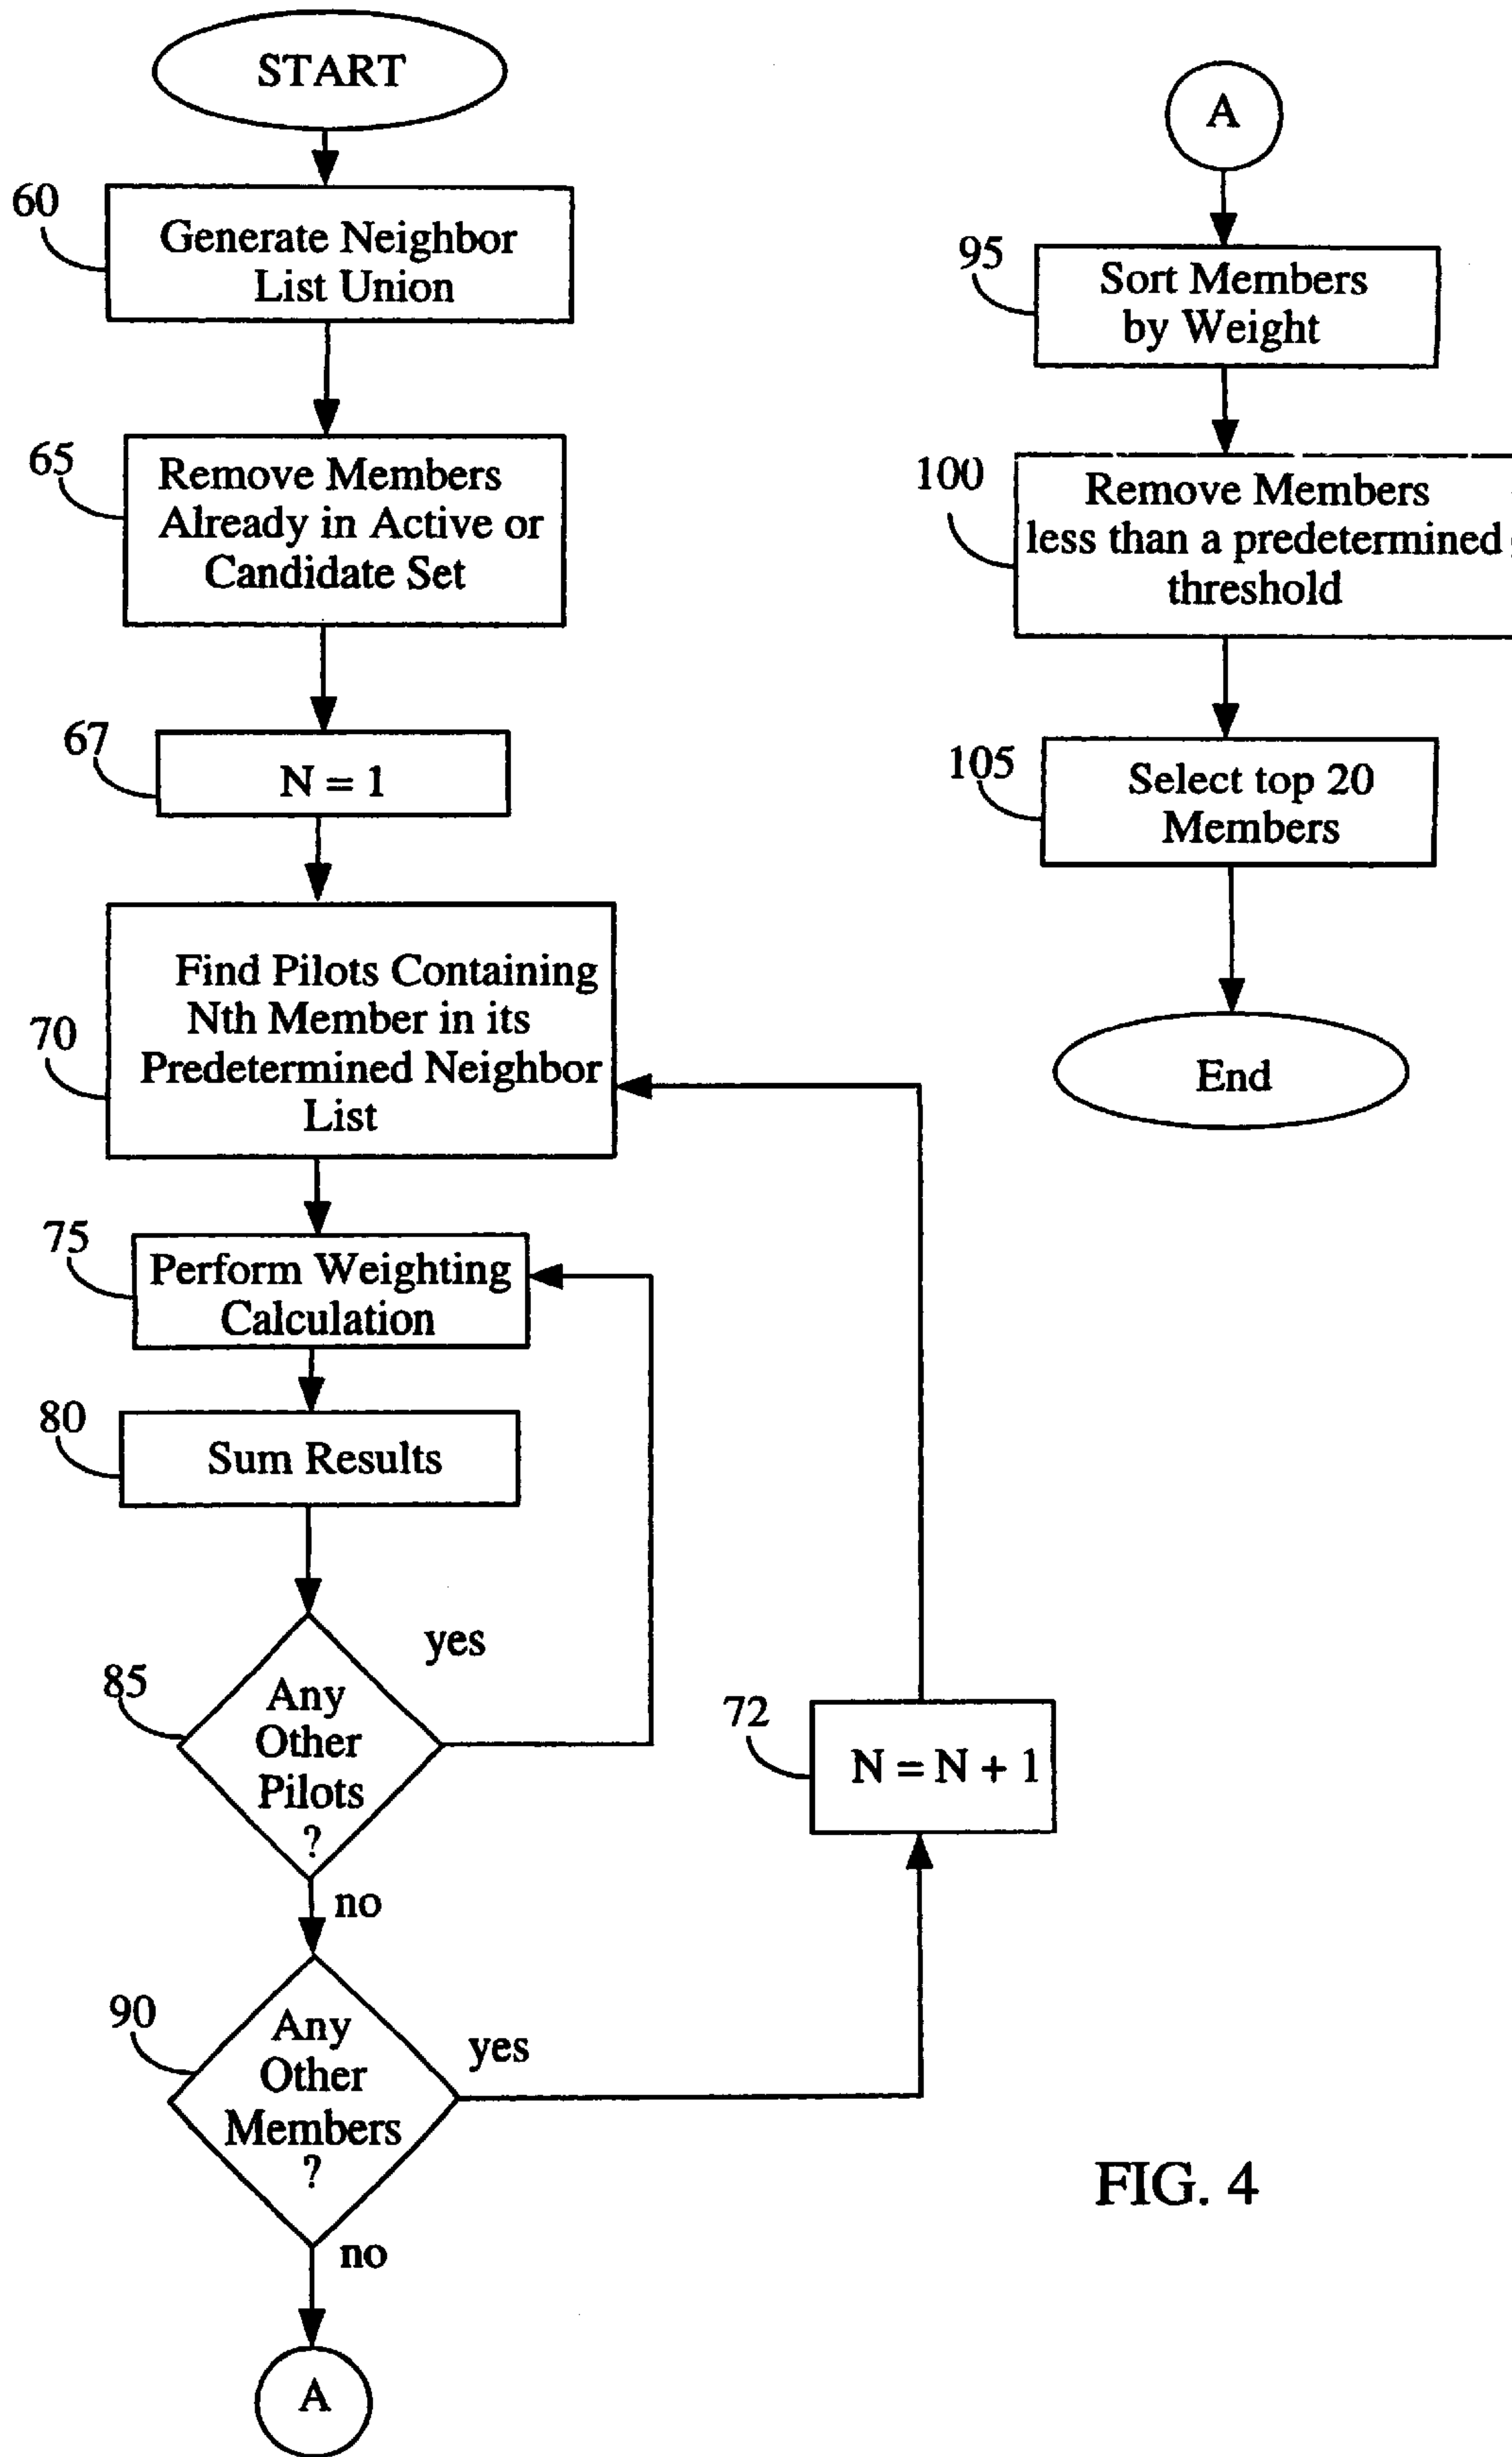 START
60
Generate Neighbor
List Union
65
Remove Members
Already in Active or
Candidate Set
67
N = 1
70
Find Pilots Containing
Nth Member in its
Predetermined Neighbor
List
75
Perform Weighting
Calculation
80
Sum Results
85
Any
Other
Pilots
?
yes
no
72
N = N + 1
90
Any
Other
Members
?
yes
no
A
A
95
Sort Members
by Weight
100
Remove Members
less than a predetermined
threshold
105
Select top 20
Members
End
FIG. 4